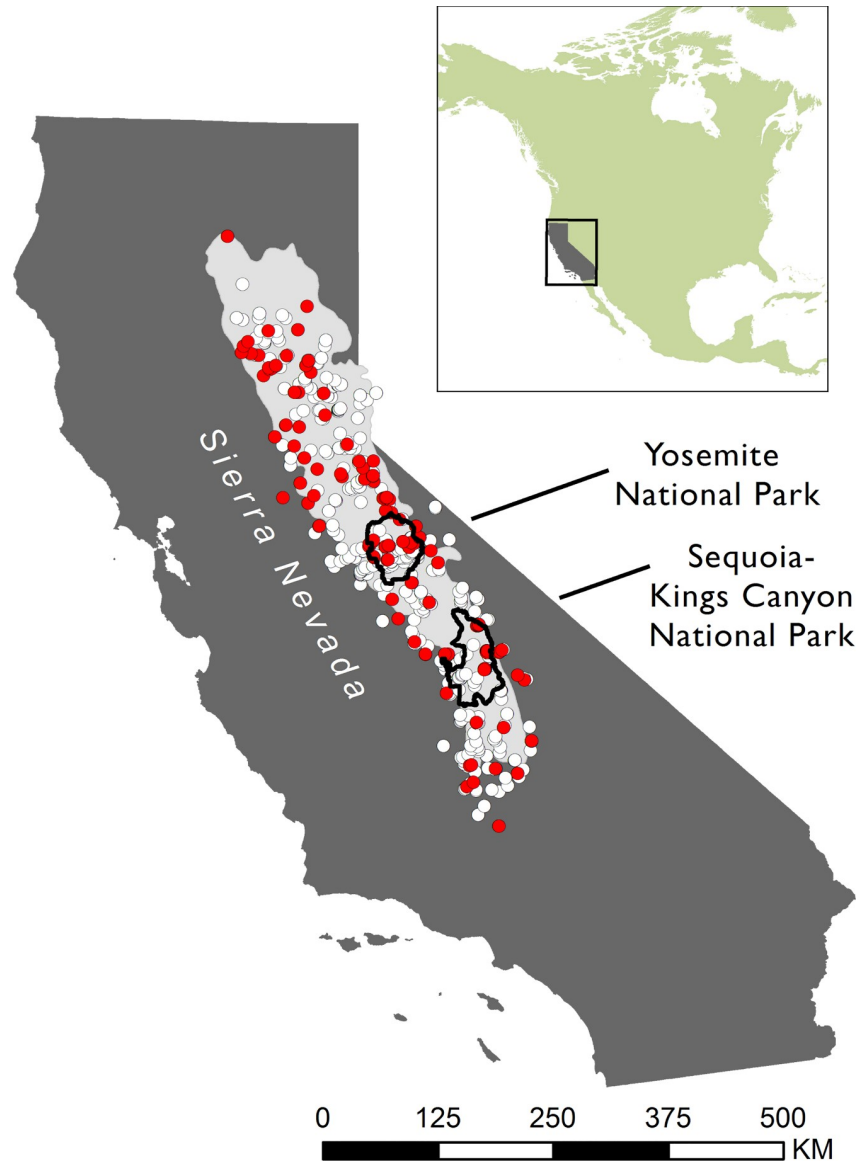 Yosemite
National Park
Sequoia-
Kings Canyon
National Park
Sierra Nevada
0 125 250 375 500
KM